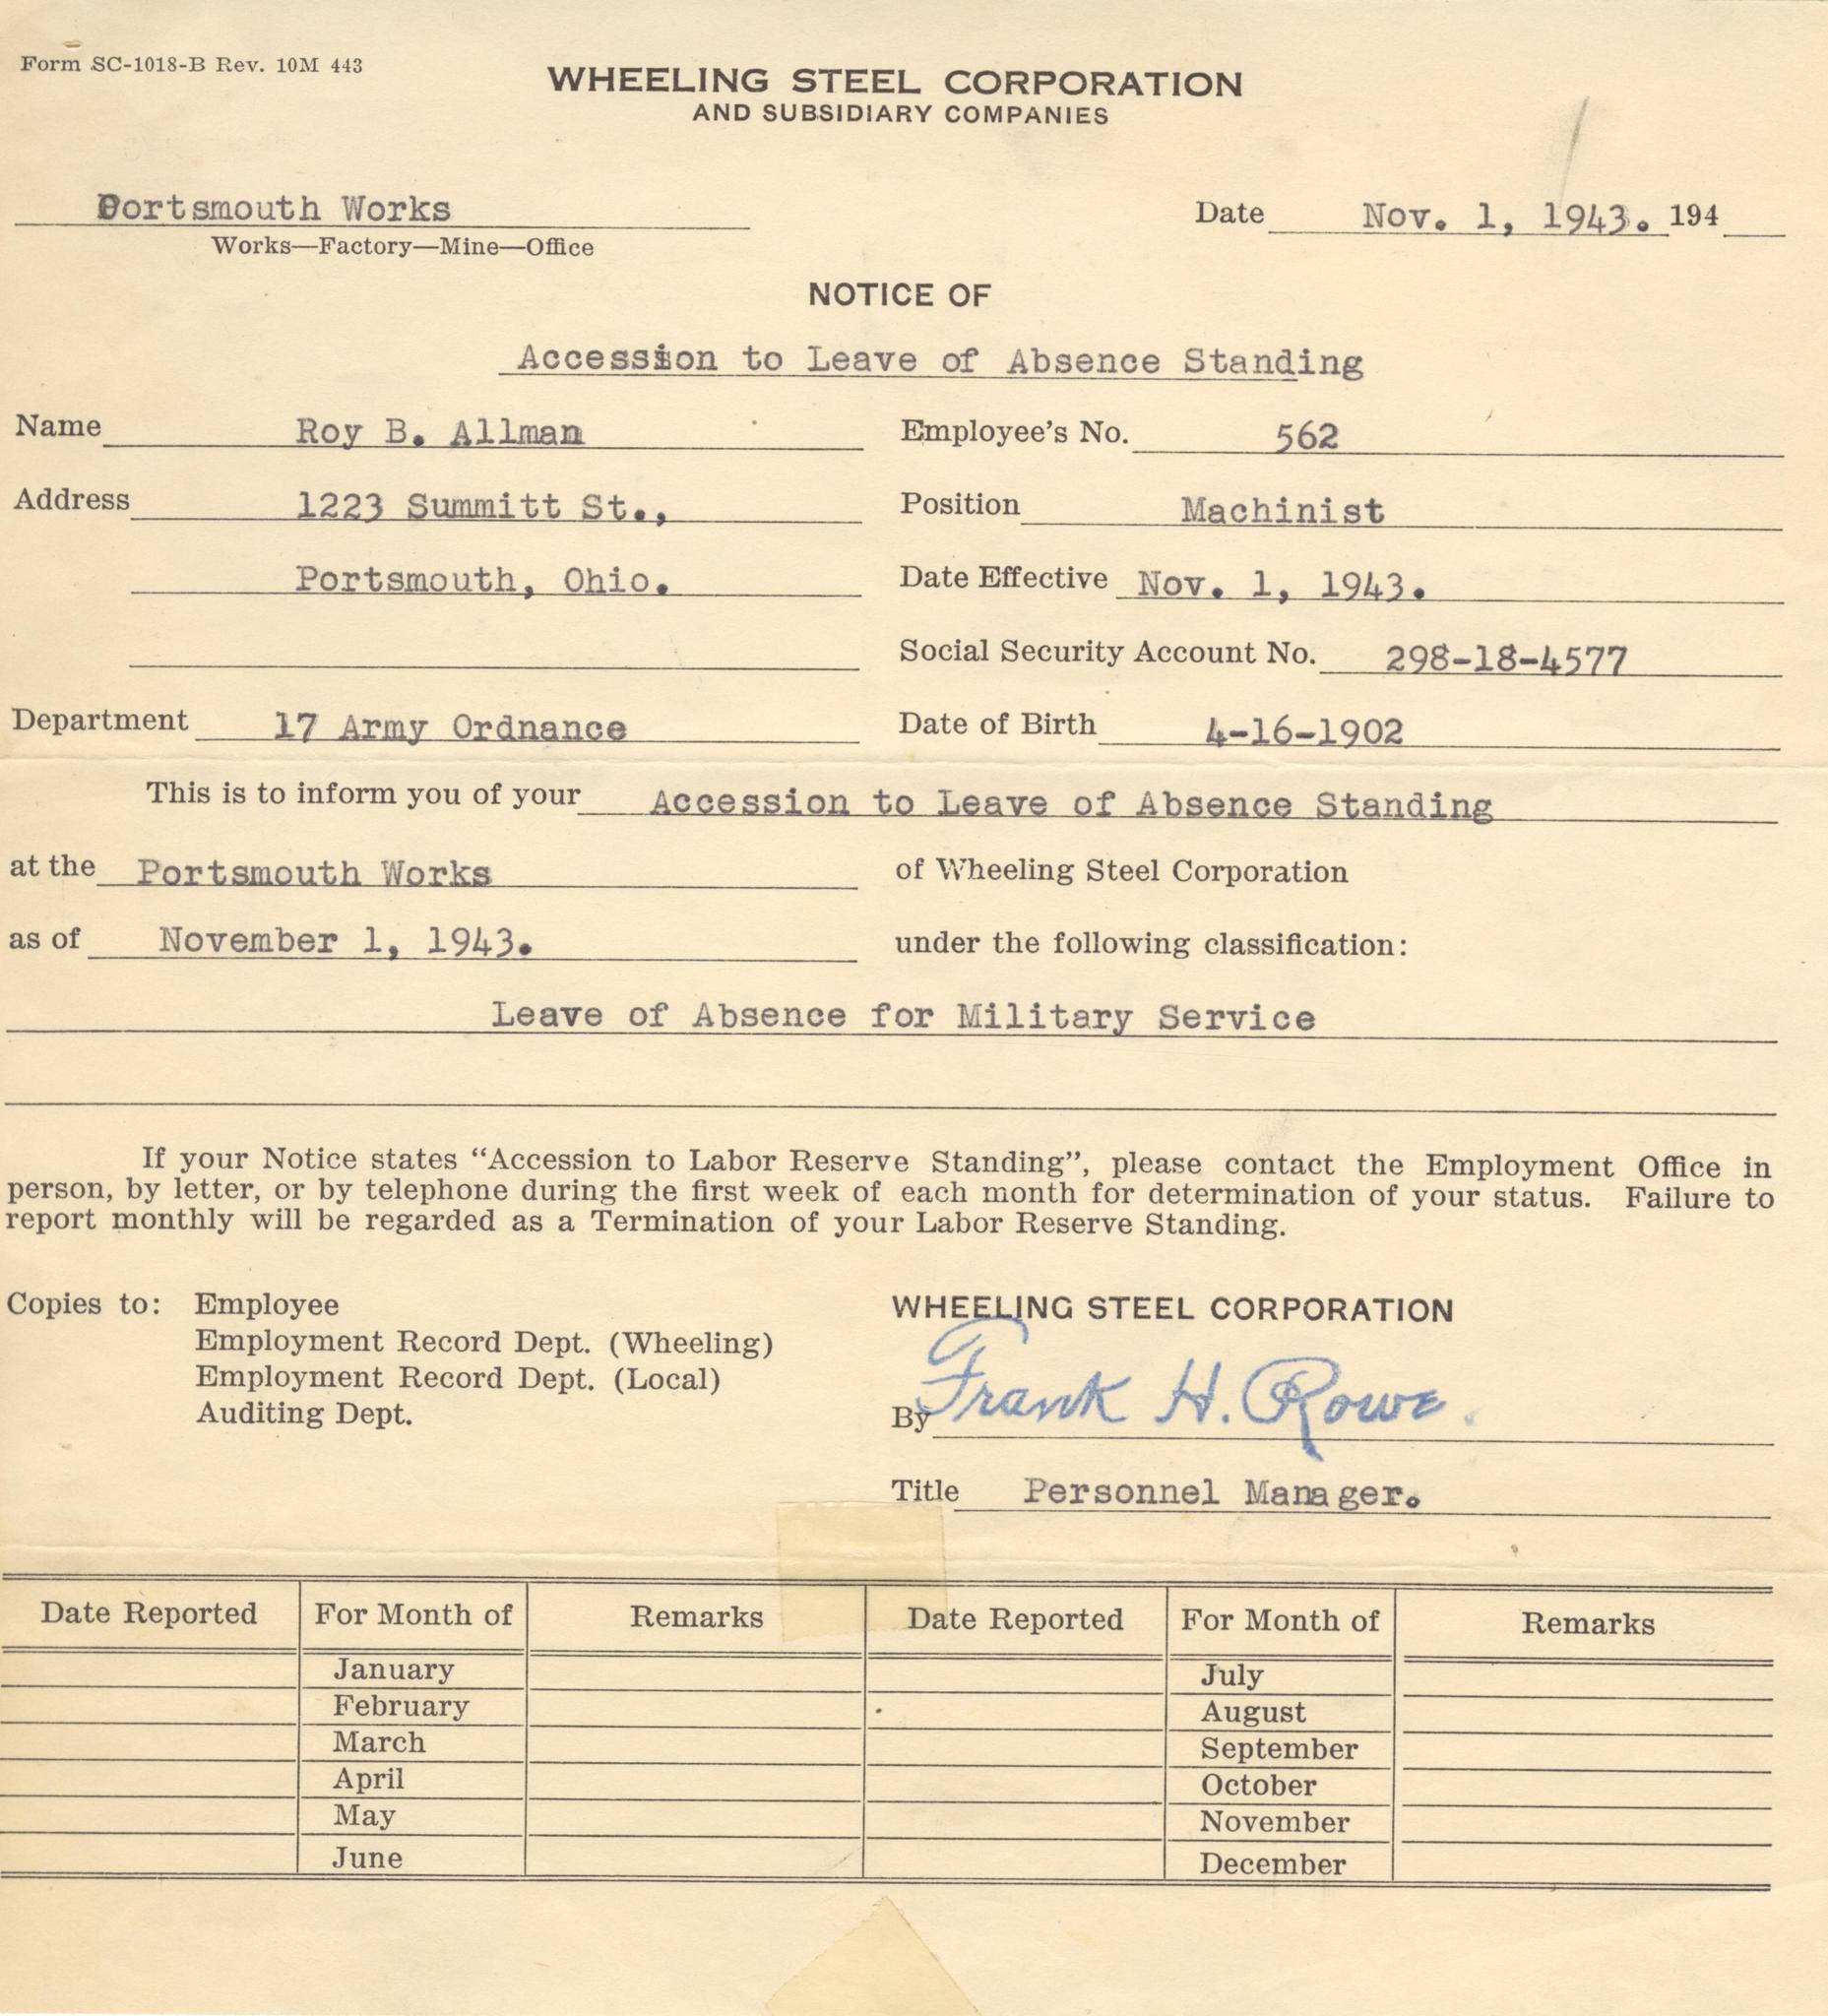 Form SC-1018-B Rev. 10M 443
WHEELING STEEL CORPORATION
AND SUBSIDIARY COMPANIES
Portsmouth Works
Date Nov. 1, 1943. 194
Works—Factory—Mine—Office
NOTICE OF
Accession to Leave of Absence Standing
Name Roy B. Allman Employee's No. 562
Address 1223 Summitt St., Position Machinist
Portsmouth, Ohio. Date Effective Nov. 1, 1943.
Social Security Account No. 298-18-4577
Department 17 Army Ordnance Date of Birth 4-16-1902
This is to inform you of your Accession to Leave of Absence Standing
at the Portsmouth Works of Wheeling Steel Corporation
as of November 1, 1943. under the following classification:
Leave of Absence for Military Service
If your Notice states “Accession to Labor Reserve Standing”, please contact the Employment Office in
person, by letter, or by telephone during the first week of each month for determination of your status. Failure to
report monthly will be regarded as a Termination of your Labor Reserve Standing.
Copies to: Employee
Employment Record Dept. (Wheeling)
Employment Record Dept. (Local)
Auditing Dept.
WHEELING STEEL CORPORATION
By Frank H. Rowe.
Title Personnel Manager.
Date Reported For Month of Remarks Date Reported For Month of Remarks
January July
February August
March September
April October
May November
June December